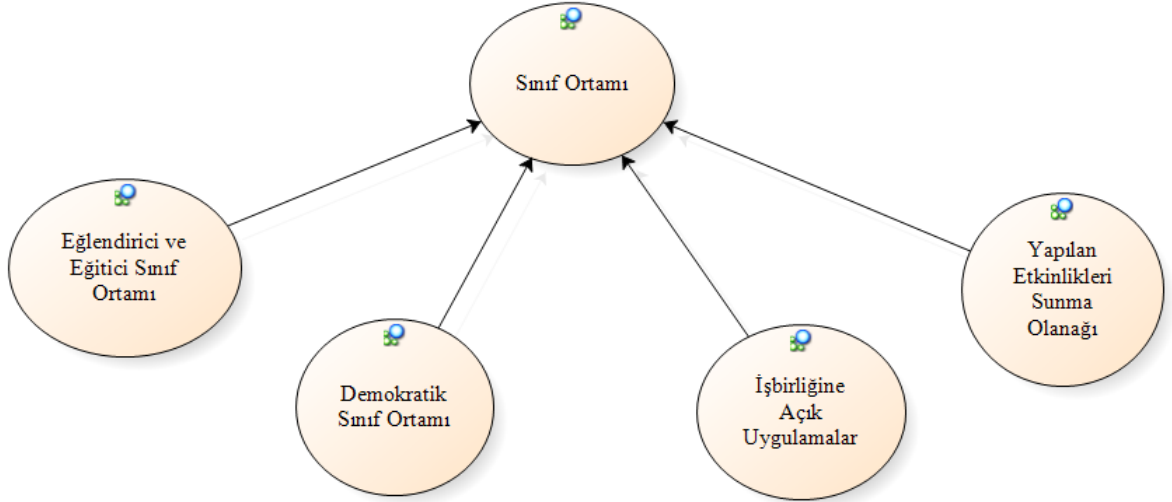 Sınıf Ortamı
Eğlendirici ve
Eğitici Sınıf
Ortamı
Demokratik
Sınıf Ortamı
İşbirliğine
Açık
Uygulamalar
Yapılan
Etkinlikleri
Sunma
Olanağı